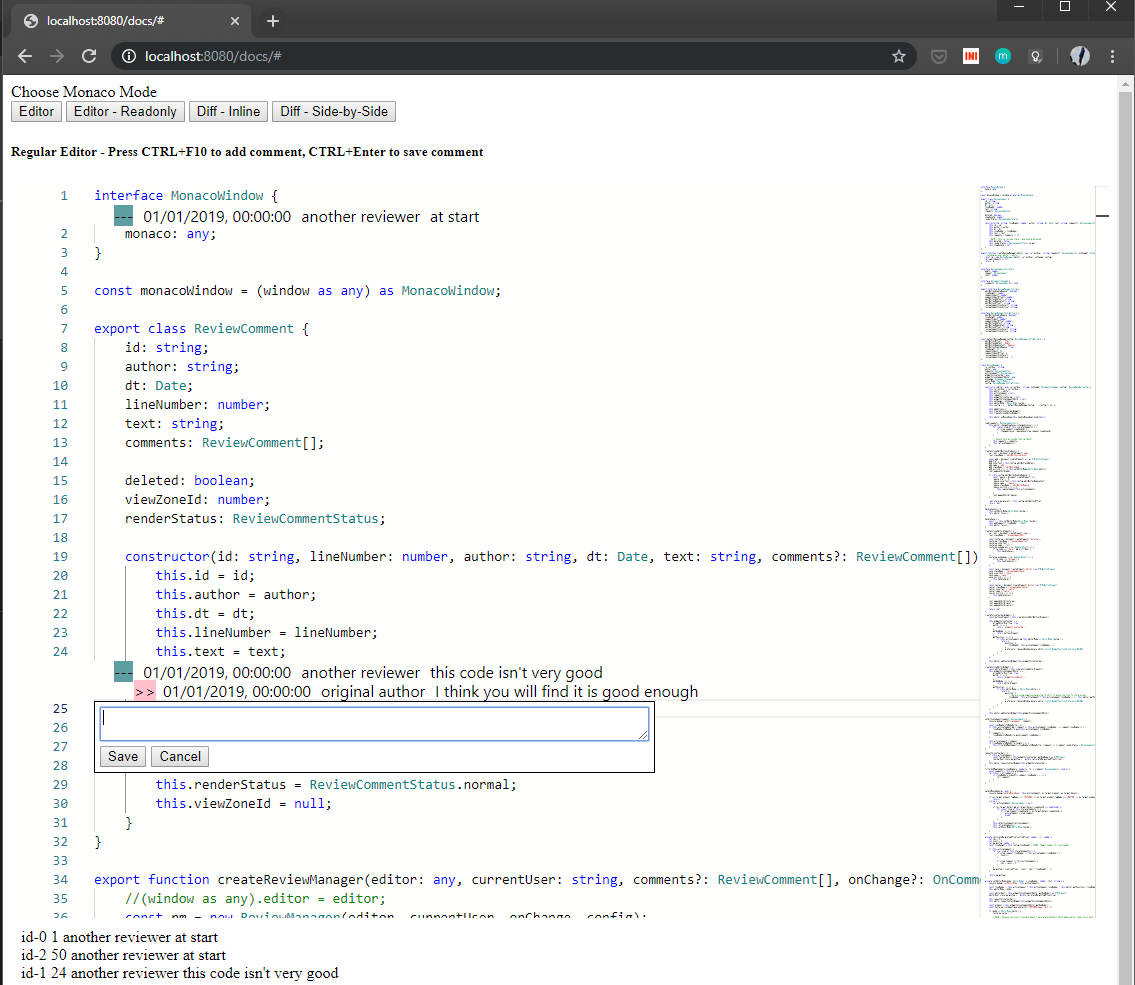 localhost:8080/docs/#
localhost:8080/docs/#
INI
m
Choose Monaco Mode
Editor Editor - Readonly Diff - Inline Diff - Side-by-Side
Regular Editor - Press CTRL+F10 to add comment, CTRL+Enter to save comment
1 interface MonacoWindow {
--- 01/01/2019, 00:00:00 another reviewer at start
2 monaco: any;
3 }
4
5 const monacoWindow = (window as any) as MonacoWindow;
6
7 export class ReviewComment {
8 id: string;
9 author: string;
10 dt: Date;
11 lineNumber: number;
12 text: string;
13 comments: ReviewComment[];
14
15 deleted: boolean;
16 viewZoneId: number;
17 renderStatus: ReviewCommentStatus;
18
19 constructor(id: string, lineNumber: number, author: string, dt: Date, text: string, comments?: ReviewComment[])
20 this.id = id;
21 this.author = author;
22 this.dt = dt;
23 this.lineNumber = lineNumber;
24 this.text = text;
--- 01/01/2019, 00:00:00 another reviewer this code isn't very good
>> 01/01/2019, 00:00:00 original author I think you will find it is good enough
25
26
27
28
Save Cancel
29 this.renderStatus = ReviewCommentStatus.normal;
30 this.viewZoneId = null;
31 }
32 }
33
34 export function createReviewManager(editor: any, currentUser: string, comments?: ReviewComment[], onChange?: OnComm
35 //(window as any).editor = editor;
36 const rm = new ReviewManager(editor, currentUser, onChange, config);
id-0 1 another reviewer at start
id-2 50 another reviewer at start
id-1 24 another reviewer this code isn't very good